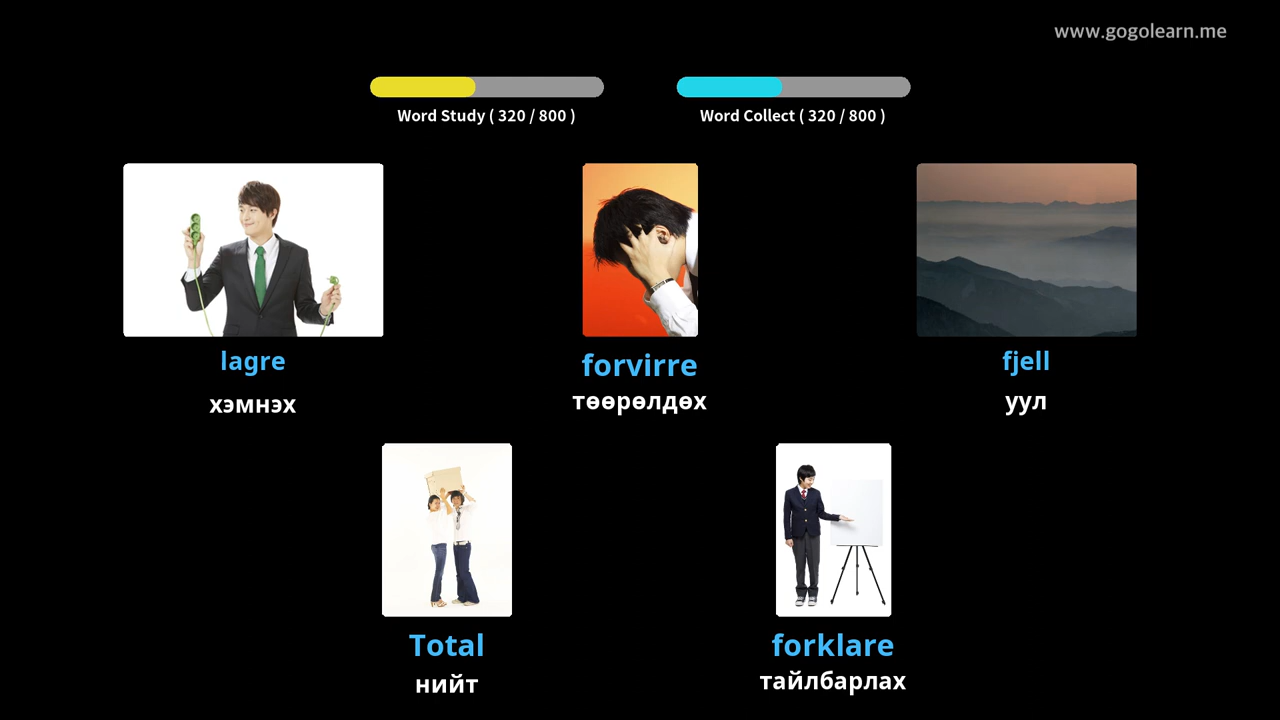 www.gogolearn.me
Word Study ( 320 / 800 )
Word Collect ( 320 / 800 )
lagre
forvirre
fjell
хэмнэх
төөрөлдөх
уул
Total
forklare
нийт
тайлбарлах